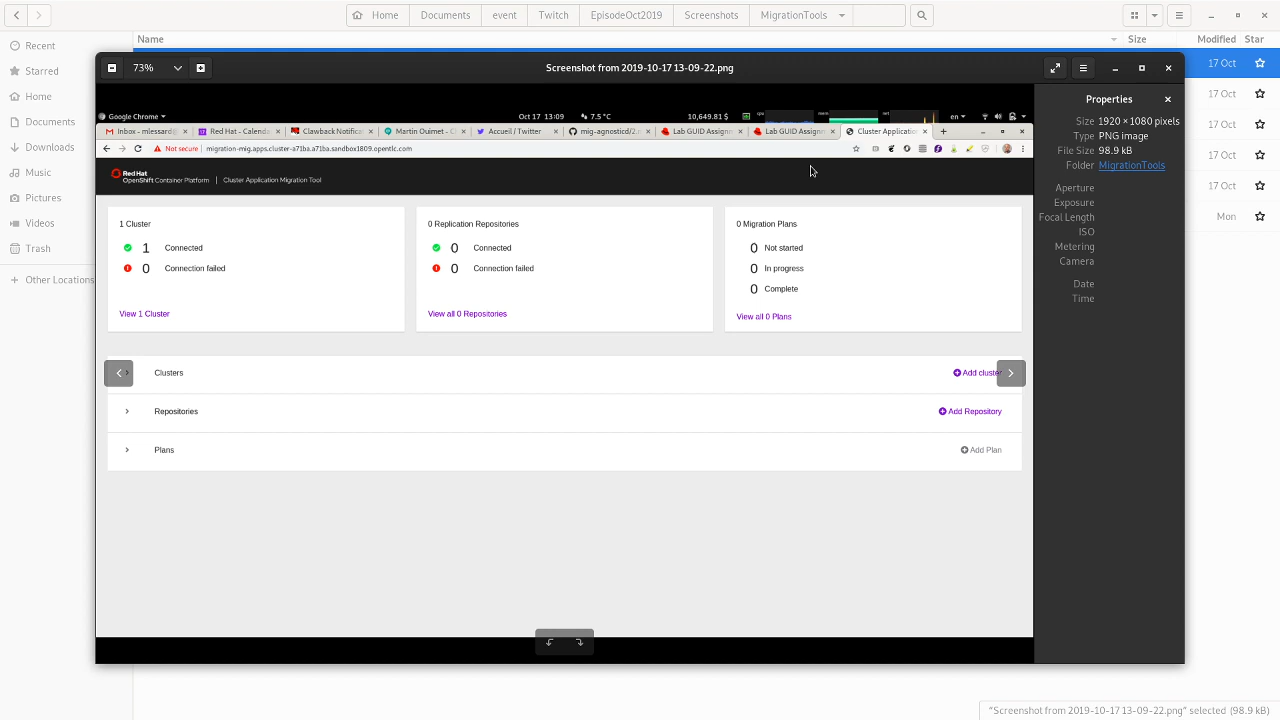 Home
Documents
event
Twitch
EpisodeOct2019
Screenshots
MigrationTools
Recent
Starred
Home
Documents
Downloads
Music
Pictures
Videos
Trash
Other Locations
Name
Size
Modified
Star
17 Oct
17 Oct
17 Oct
17 Oct
17 Oct
Mon
73%
Screenshot from 2019-10-17 13-09-22.png
Properties
Size 1920 × 1080 pixels
Type PNG image
File Size 98.9 kB
Folder MigrationTools
Aperture
Exposure
Focal Length
ISO
Metering
Camera
Date
Time
Google Chrome
Oct 17 13:09
7.5 °C
10,649.81 $
en
Inbox - mlessard@
Red Hat - Calenda
Clawback Notifica
Martin Ouimet - C
Accueil / Twitter
mig-agnosticd/2.
Lab GUID Assignm
Lab GUID Assignm
Cluster Applicatio
Not secure | migration-mig.apps.cluster-a71ba.a71ba.sandbox1809.opentlc.com
Red Hat
OpenShift Container Platform | Cluster Application Migration Tool
1 Cluster
1 Connected
0 Connection failed
View 1 Cluster
0 Replication Repositories
0 Connected
0 Connection failed
View all 0 Repositories
0 Migration Plans
0 Not started
0 In progress
0 Complete
View all 0 Plans
Clusters
Add cluster
Repositories
Add Repository
Plans
Add Plan
“Screenshot from 2019-10-17 13-09-22.png” selected (98.9 kB)